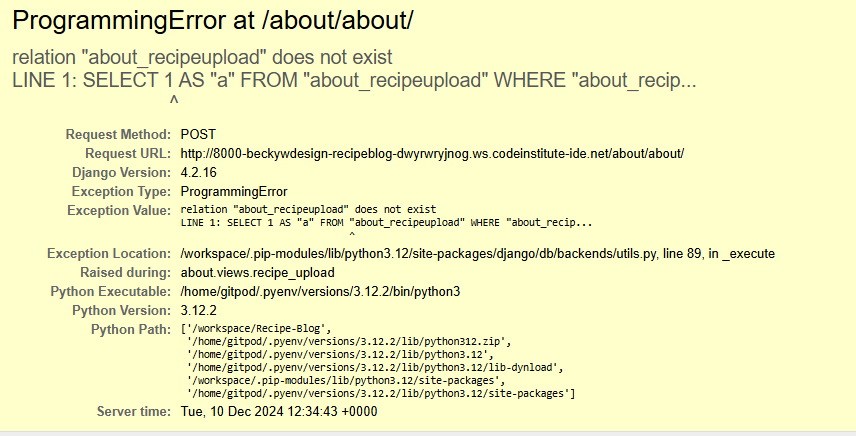 ProgrammingError at /about/about/
relation "about_recipeupload" does not exist
LINE 1: SELECT 1 AS "a" FROM "about_recipeupload" WHERE "about_recip...
^
Request Method: POST
Request URL: http://8000-beckywdesign-recipeblog-dwyrwryjnog.ws.codeinstitute-ide.net/about/about/
Django Version: 4.2.16
Exception Type: ProgrammingError
Exception Value: relation "about_recipeupload" does not exist
LINE 1: SELECT 1 AS "a" FROM "about_recipeupload" WHERE "about_recip...
^
Exception Location: /workspace/.pip-modules/lib/python3.12/site-packages/django/db/backends/utils.py, line 89, in _execute
Raised during: about.views.recipe_upload
Python Executable: /home/gitpod/.pyenv/versions/3.12.2/bin/python3
Python Version: 3.12.2
Python Path: ['/workspace/Recipe-Blog',
'/home/gitpod/.pyenv/versions/3.12.2/lib/python312.zip',
'/home/gitpod/.pyenv/versions/3.12.2/lib/python3.12',
'/home/gitpod/.pyenv/versions/3.12.2/lib/python3.12/lib-dynload',
'/workspace/.pip-modules/lib/python3.12/site-packages',
'/home/gitpod/.pyenv/versions/3.12.2/lib/python3.12/site-packages']
Server time: Tue, 10 Dec 2024 12:34:43 +0000